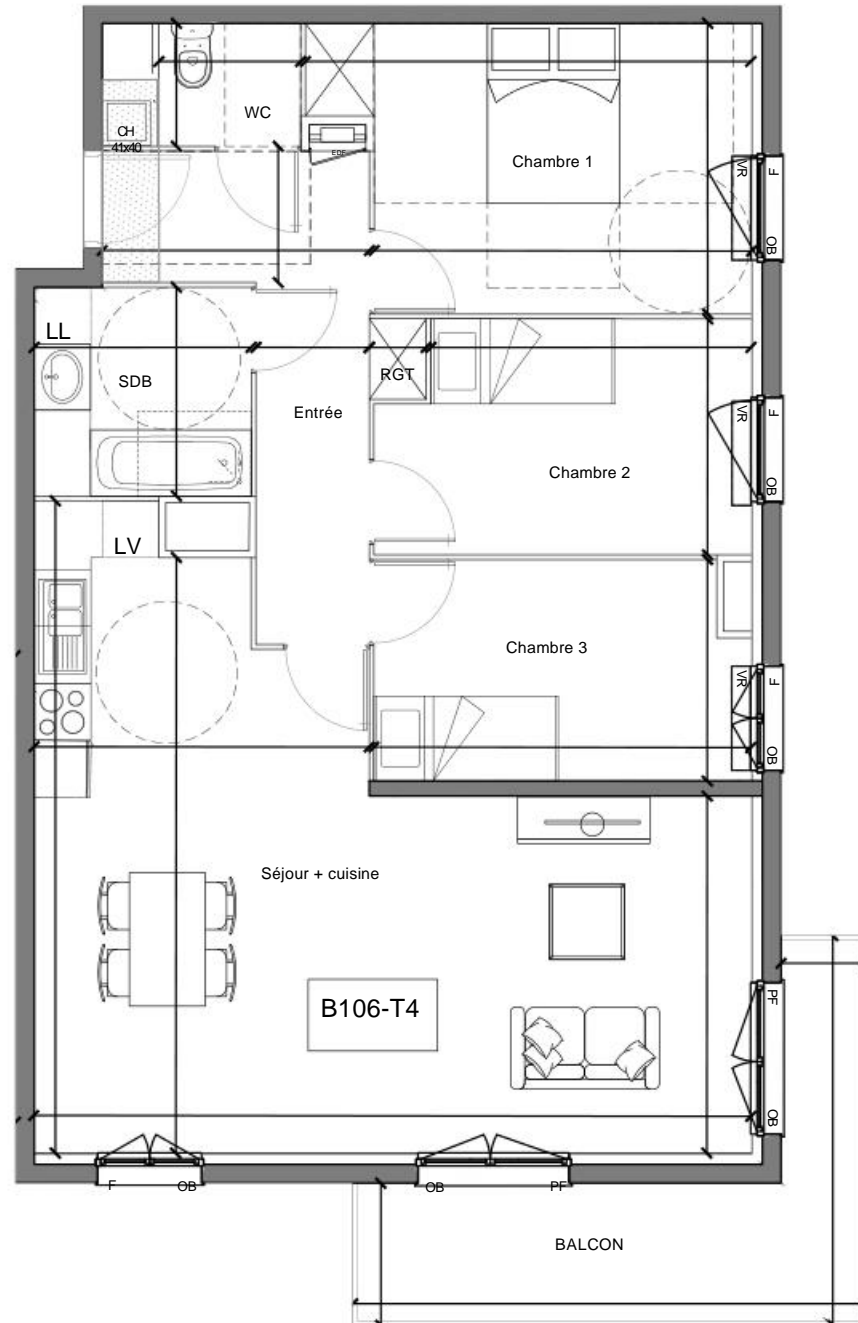 WC
CH
41x40
EDF
Chambre 1
VR
F
OB
LL
SDB
RGT
Entrée
VR
F
OB
Chambre 2
LV
Chambre 3
VR
F
OB
Séjour + cuisine
B106-T4
PF
OB
F
OB
OB
PF
BALCON